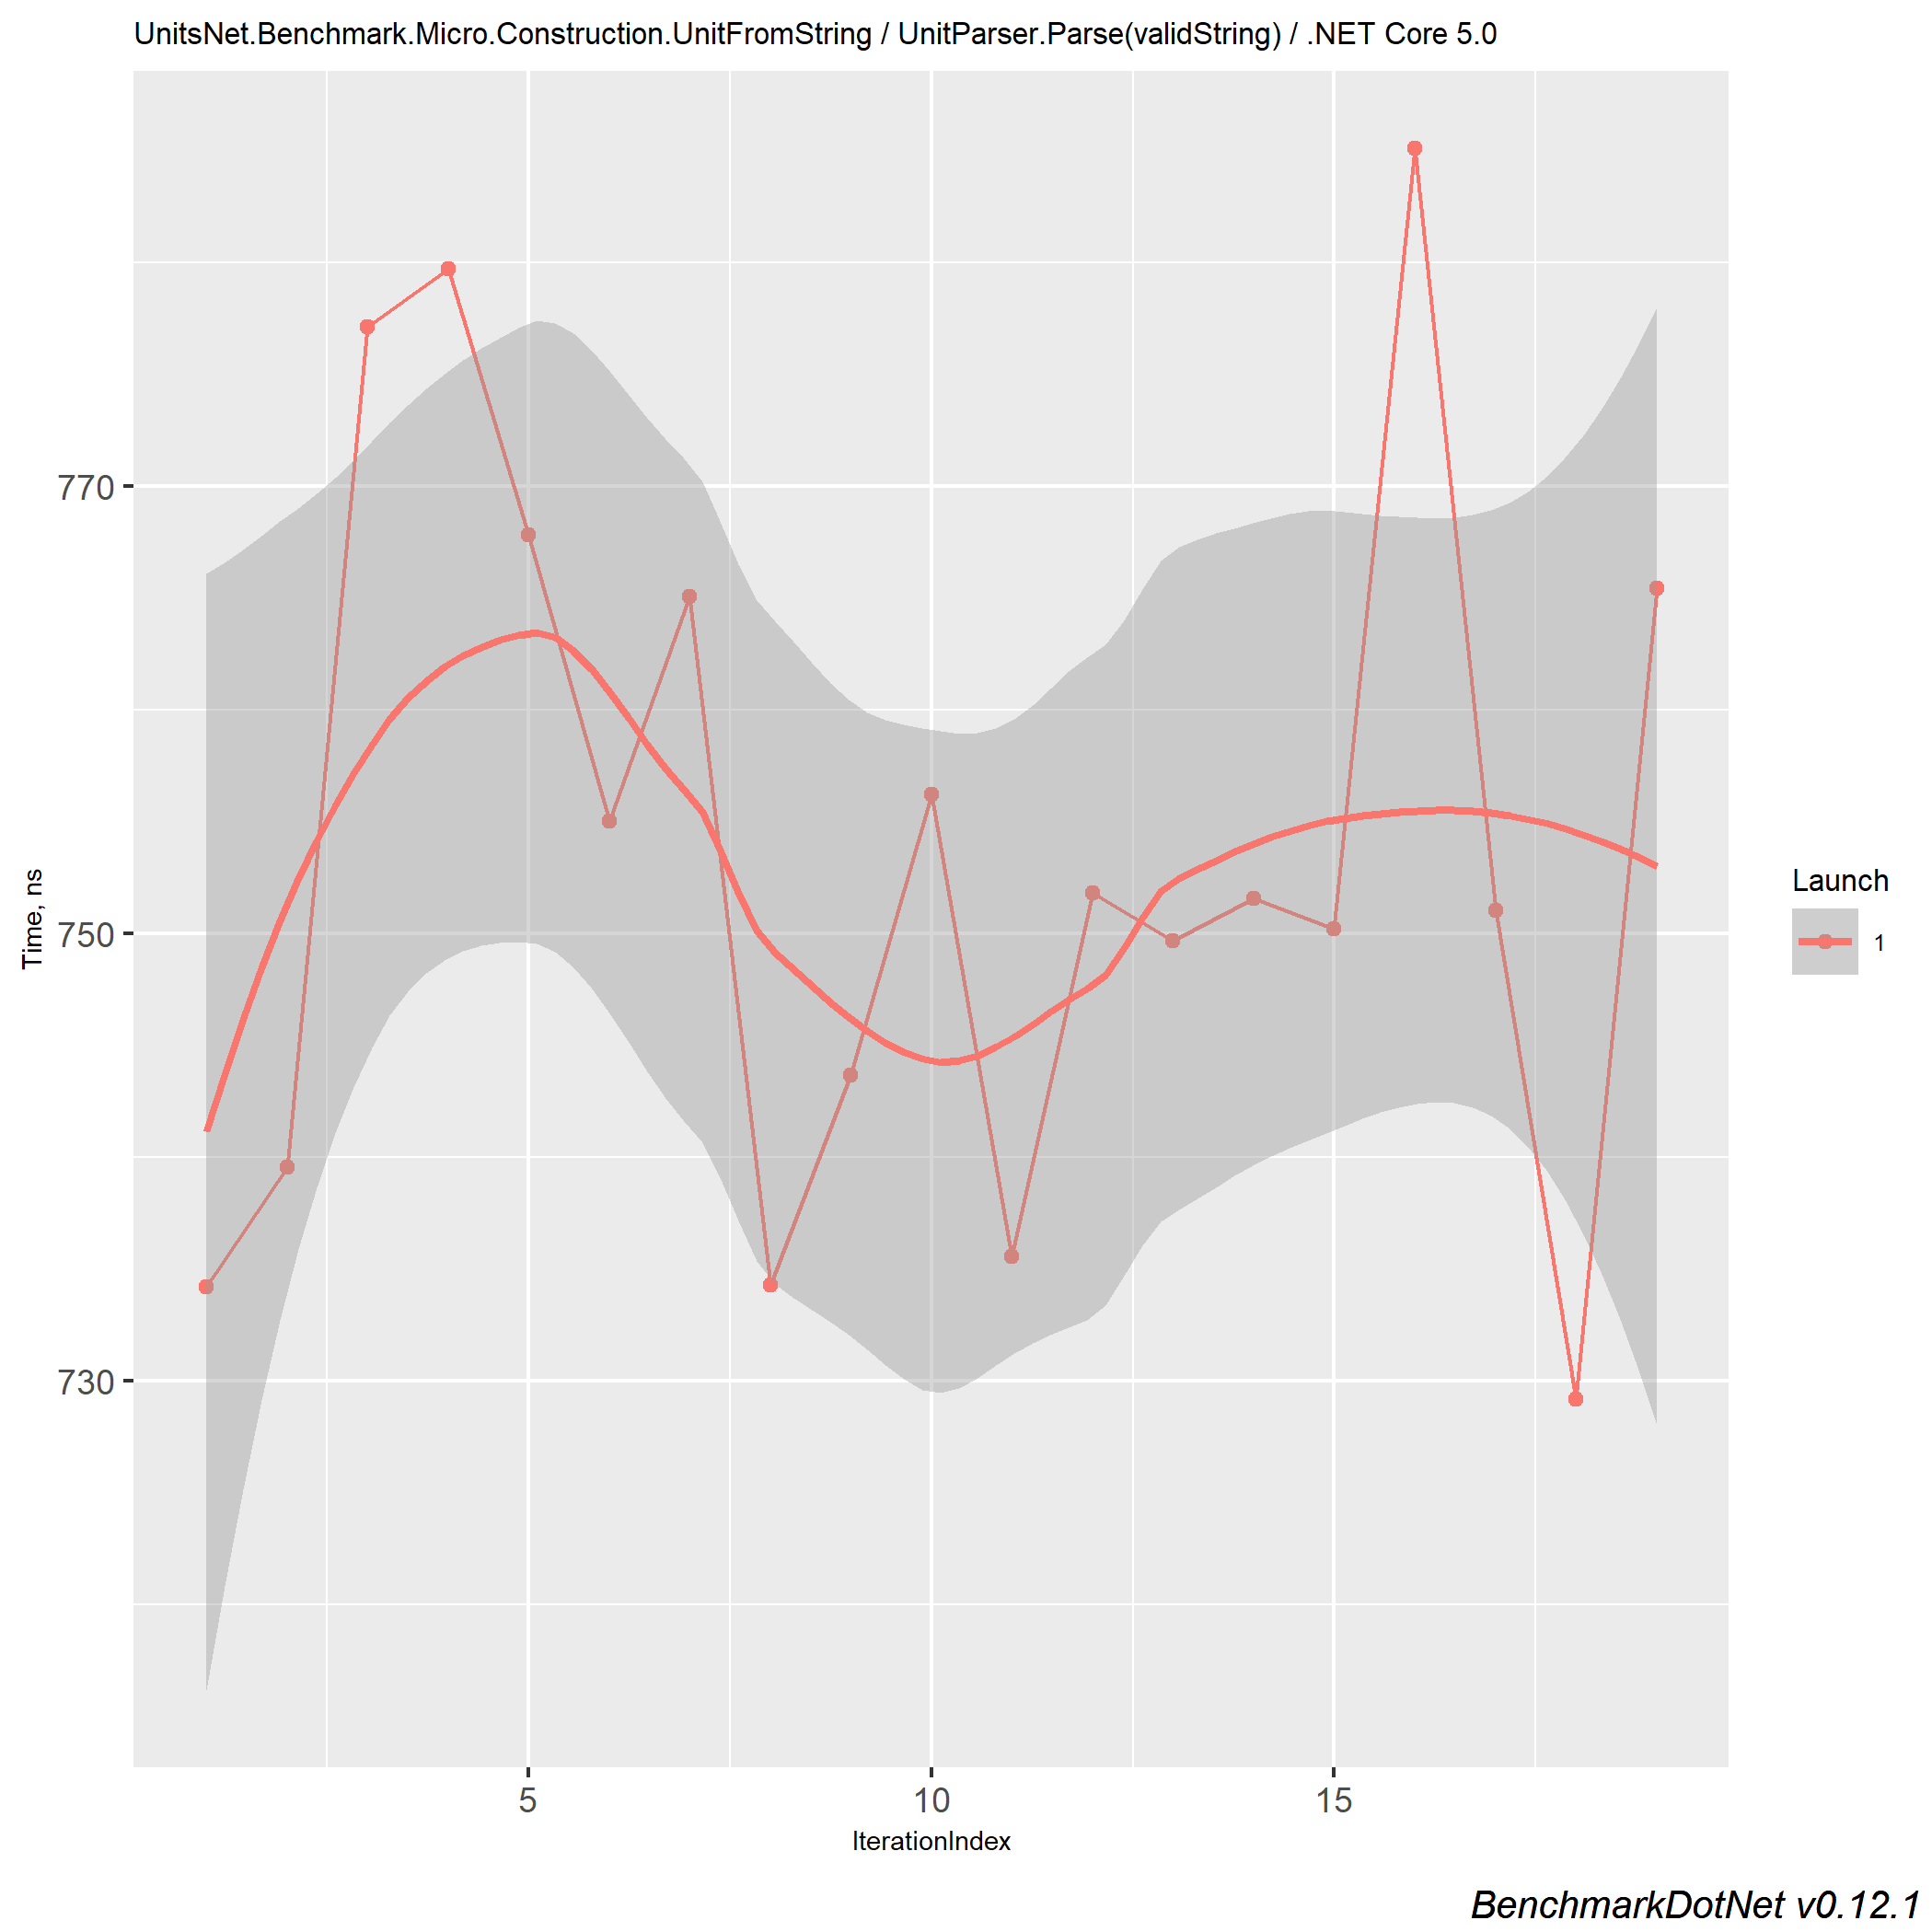 UnitsNet.Benchmark.Micro.Construction.UnitFromString / UnitParser.Parse(validString) / .NET Core 5.0
770
750
730
Time, ns
5
10
15
IterationIndex
Launch
1
BenchmarkDotNet v0.12.1